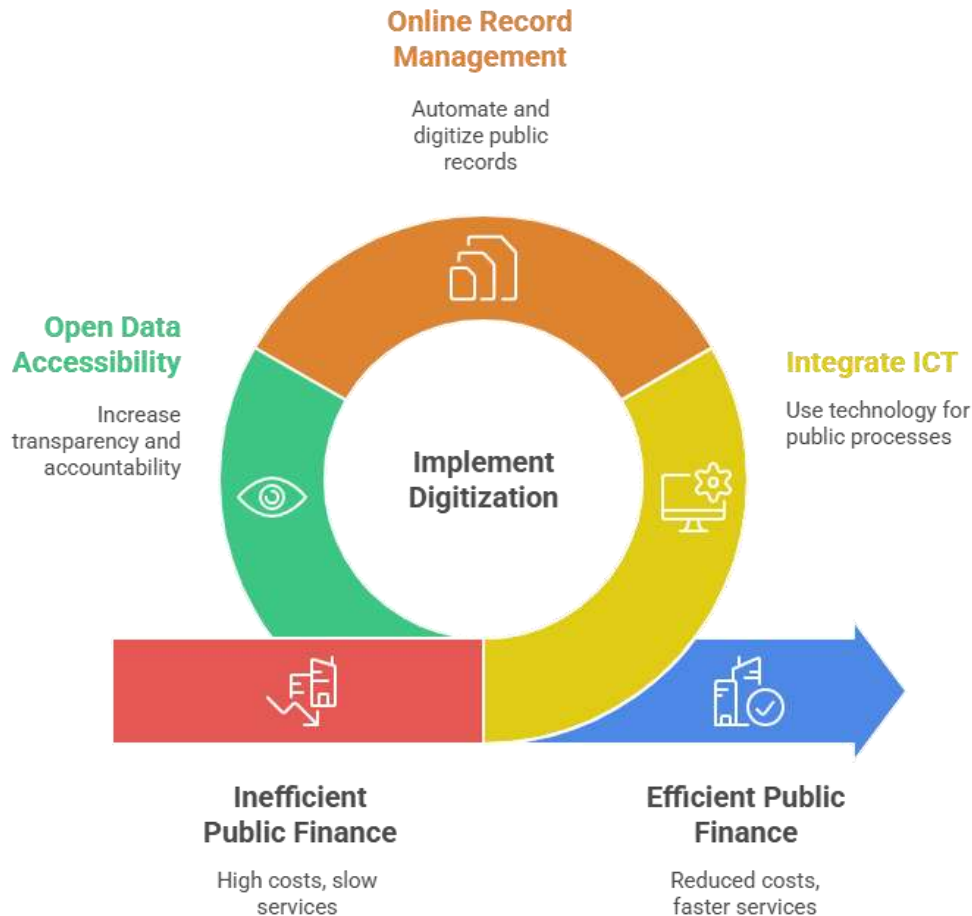 Online Record
Management
Automate and
digitize public
records
Open Data
Accessibility
Increase
transparency and
accountability
Integrate ICT
Use technology for
public processes
Implement
Digitization
Inefficient
Public Finance
High costs, slow
services
Efficient Public
Finance
Reduced costs,
faster services